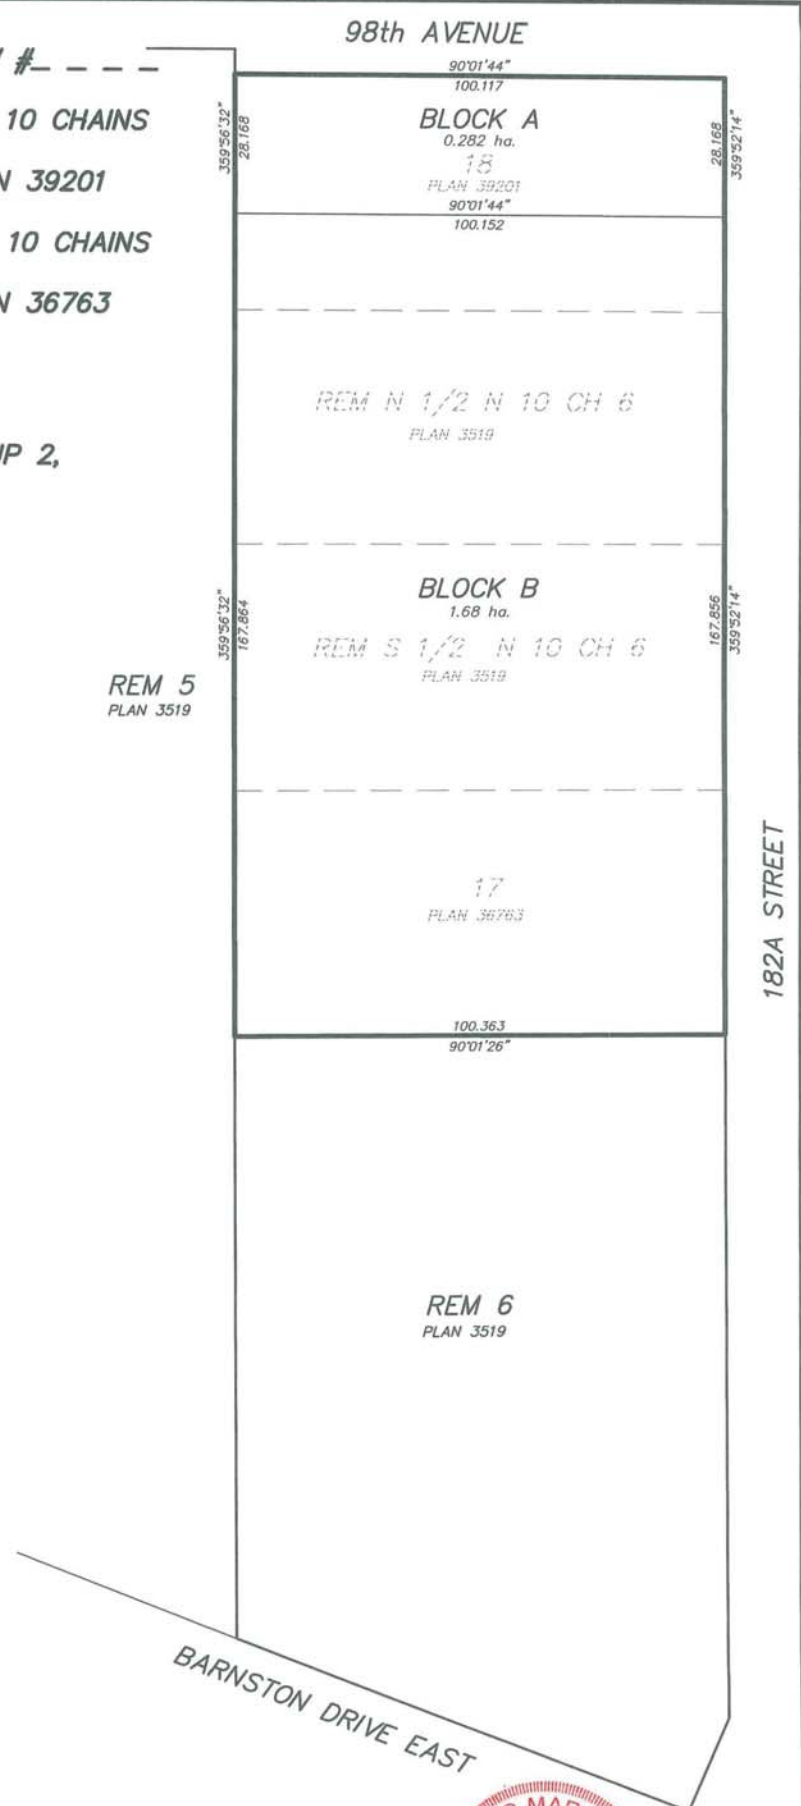 98th AVENUE
#
10 CHAINS
39201
10 CHAINS
36763
2,
90°01'44"
100.117
BLOCK A
0.282 ha.
18
PLAN 39201
90°01'44"
100.152
359°56'32"
28.168
28.168
359°52'14"
REM N 1/2 N 10 CH 6
PLAN 3519
BLOCK B
1.68 ha.
REM S 1/2 N 10 CH 6
PLAN 3519
359°56'32"
167.864
167.856
359°52'14"
REM 5
PLAN 3519
17
PLAN 36763
182A STREET
100.363
90°01'26"
REM 6
PLAN 3519
BARNSTON DRIVE EAST